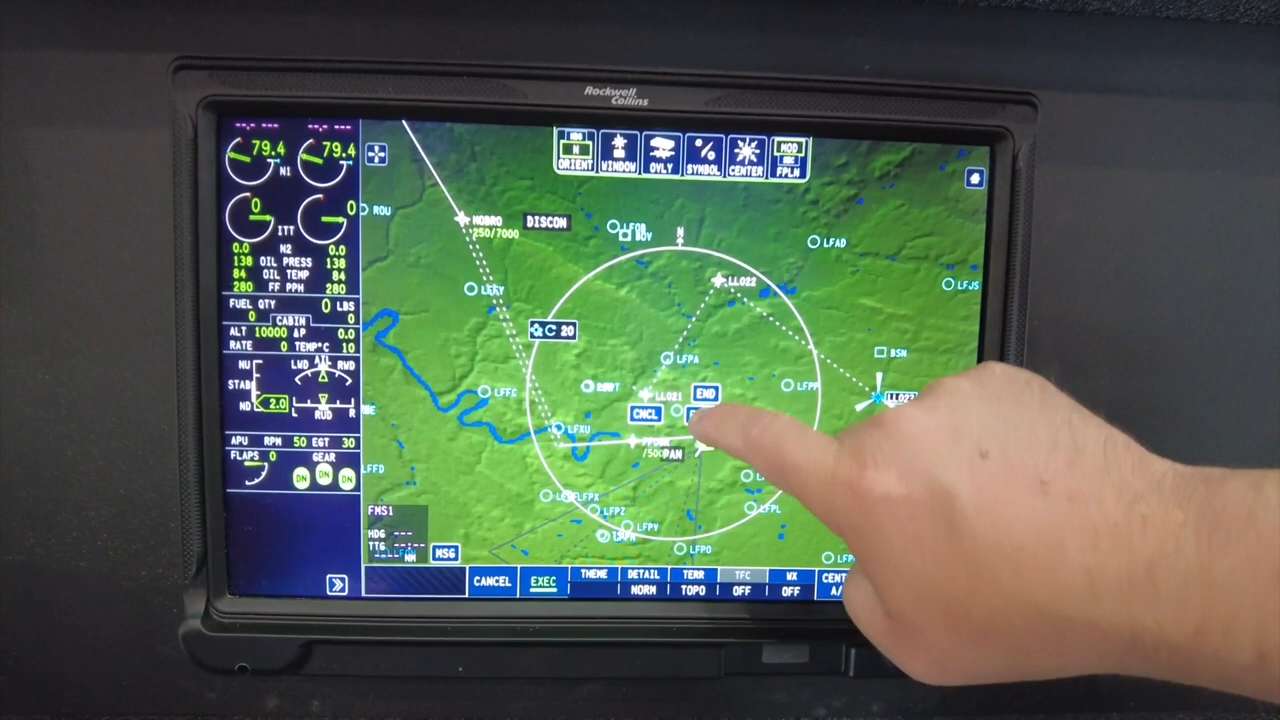 Rockwell
Collins
79.4 79.4
N1
0 0
ITT
0.0 N2 0.0
138 OIL PRESS 138
84 OIL TEMP 84
280 FF PPH 280
FUEL QTY 0 LBS
0 CABIN 0
ALT 10000 ΔP 0.0
RATE 0 TEMP°C 10
NU LWD AIL RWD
STAB
ND 2.0 L RUD R
APU RPM 50 EGT 30
FLAPS 0 GEAR
DN DN DN
N
ORIENT WINDOW OVLY SYMBOL CENTER
MOD
FPLN
ROU
MOBRO DISCON
250/7000
BOV
N
LFAD
LL022
LFJS
20
LFPA
BSN
LFFC
LFPP
LL021
END
CNCL
LL023
LFXU
PAN
LFFD
LFPX
LFPZ
LFPL
LFPV
LFPO
FMS1
HDG ---
TTG ---
NM
MSG
CANCEL EXEC
THEME DETAIL TERR TFC WX
NORM TOPO OFF OFF